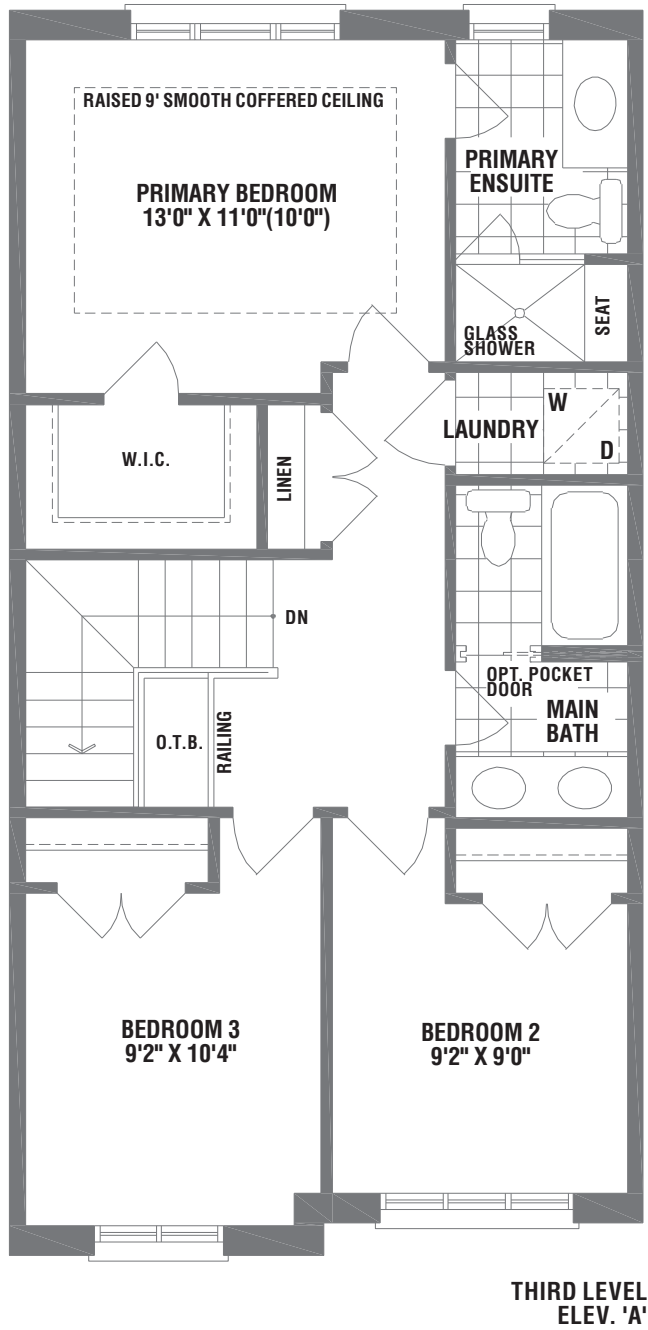 RAISED 9' SMOOTH COFFERED CEILING
PRIMARY BEDROOM
13'0" X 11'0"(10'0")
PRIMARY
ENSUITE
GLASS
SHOWER
SEAT
W.I.C.
LINEN
LAUNDRY
W
D
DN
OPT. POCKET
DOOR
MAIN
BATH
O.T.B.
RAILING
BEDROOM 3
9'2" X 10'4"
BEDROOM 2
9'2" X 9'0"
THIRD LEVEL
ELEV. 'A'